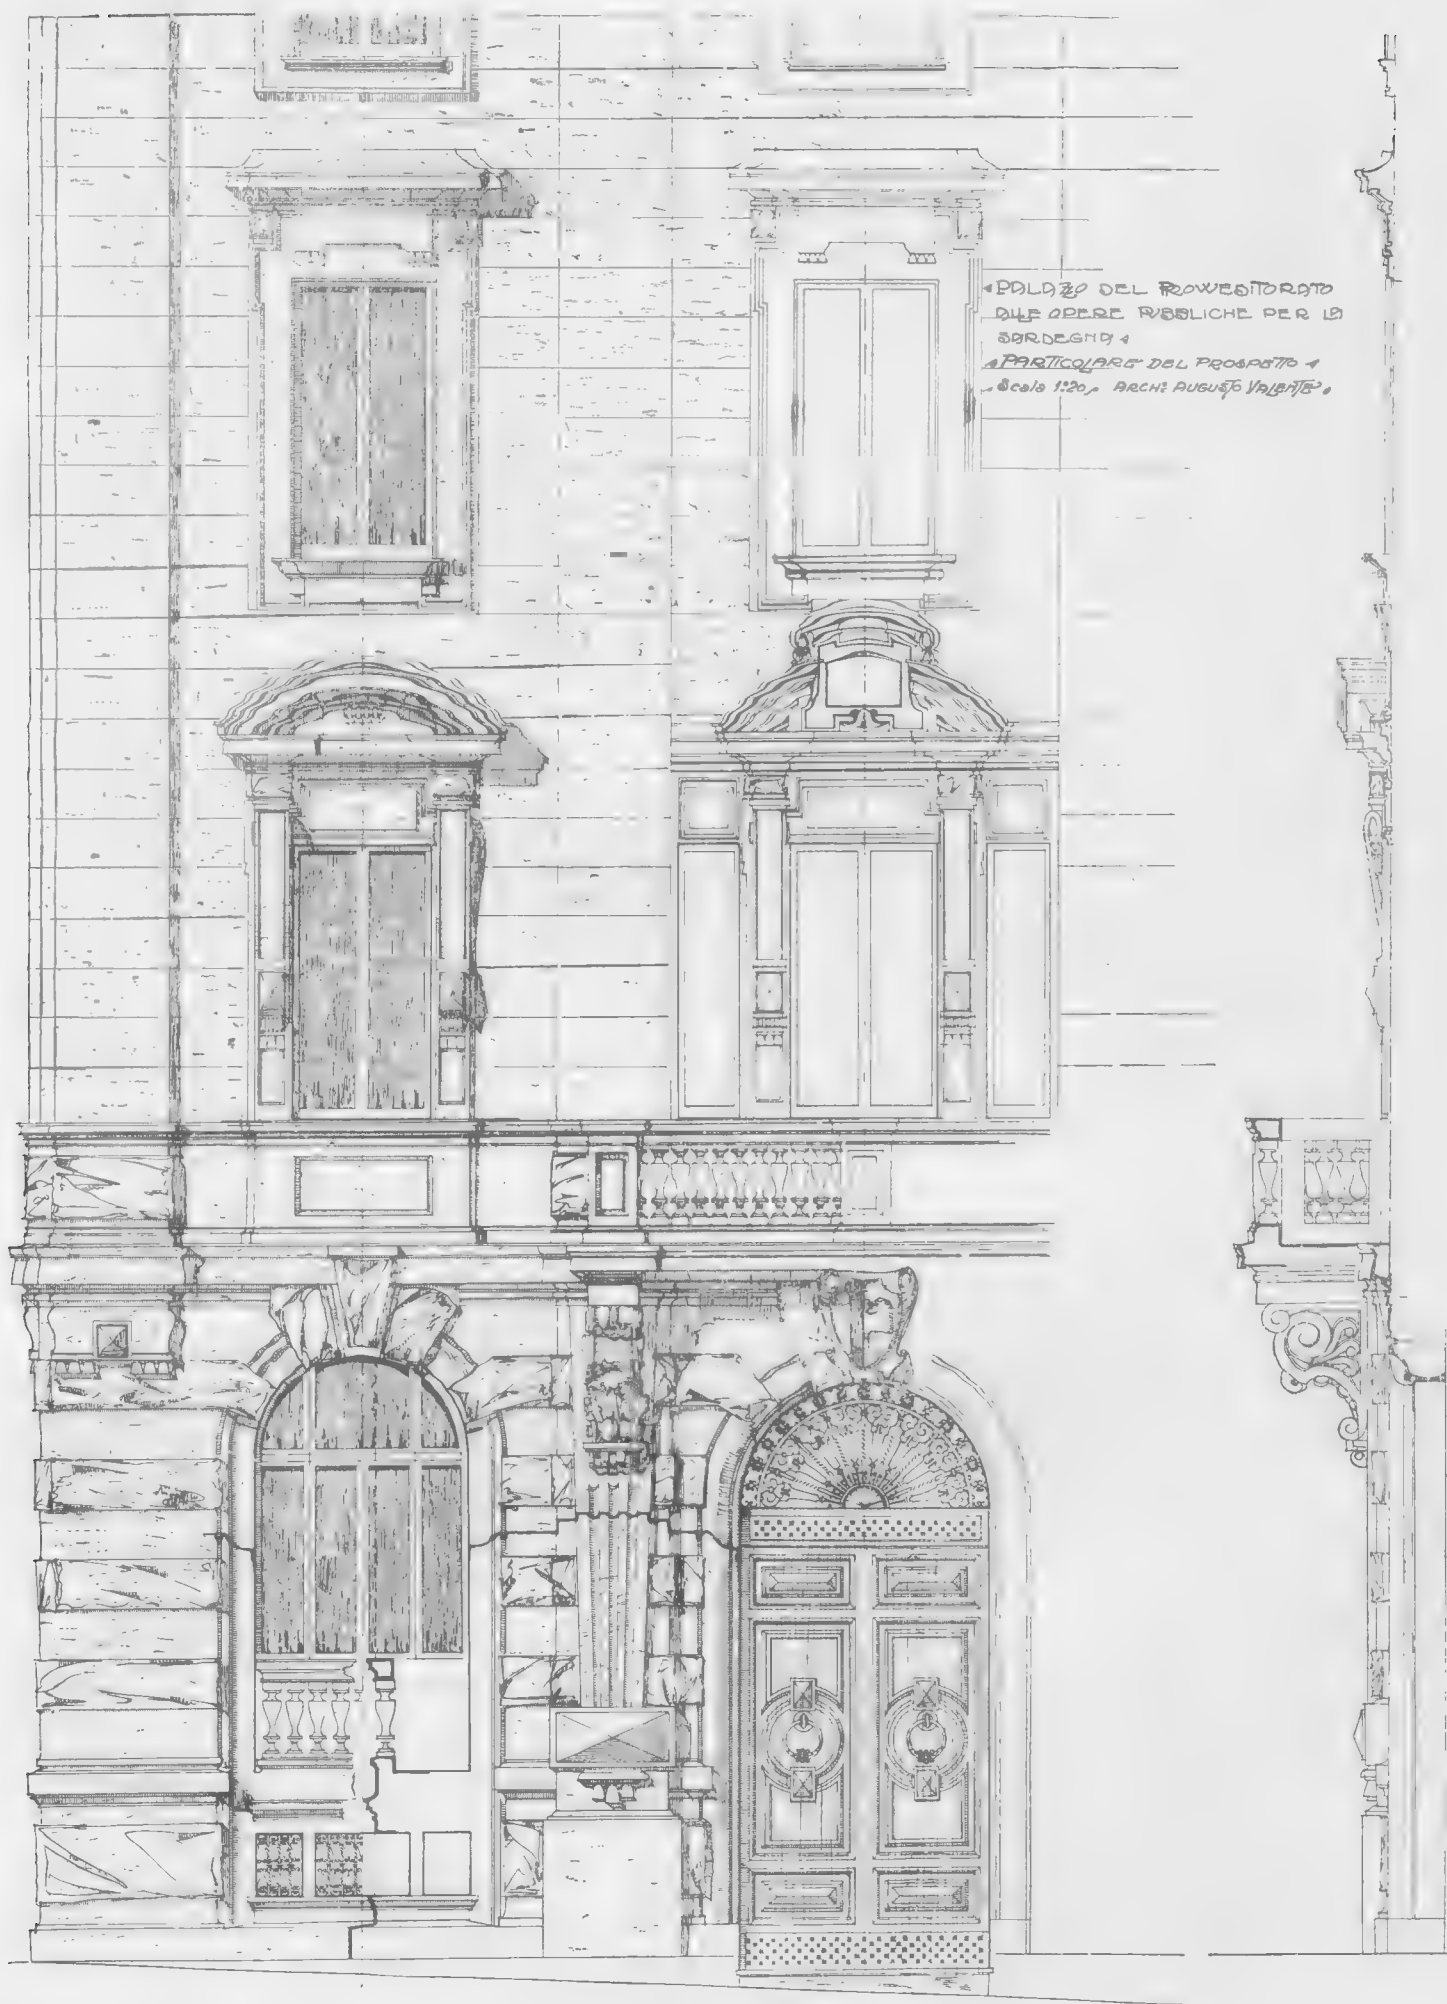 PALAZZO DEL PROVVEDITORATO
ALLE OPERE PUBBLICHE PER LA
SARDEGNA
PARTICOLARE DEL PROSPETTO
Scala 1:20, ARCH: AUGUSTO VALENTE